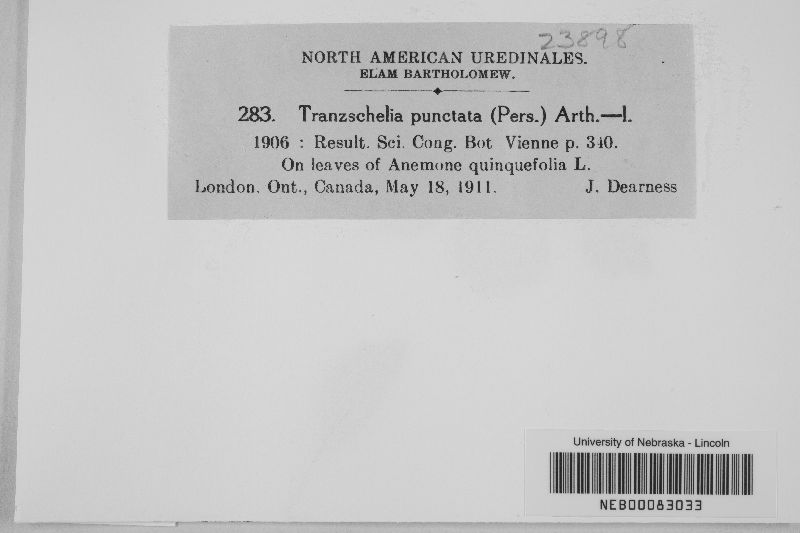 23898
NORTH AMERICAN UREDINALES.
ELAM BARTHOLOMEW.
283. Tranzschelia punctata (Pers.) Arth.—I.
1906 : Result. Sci. Cong. Bot Vienne p. 340.
On leaves of Anemone quinquefolia L.
London. Ont., Canada, May 18, 1911. J. Dearness
University of Nebraska - Lincoln
NEB00083033